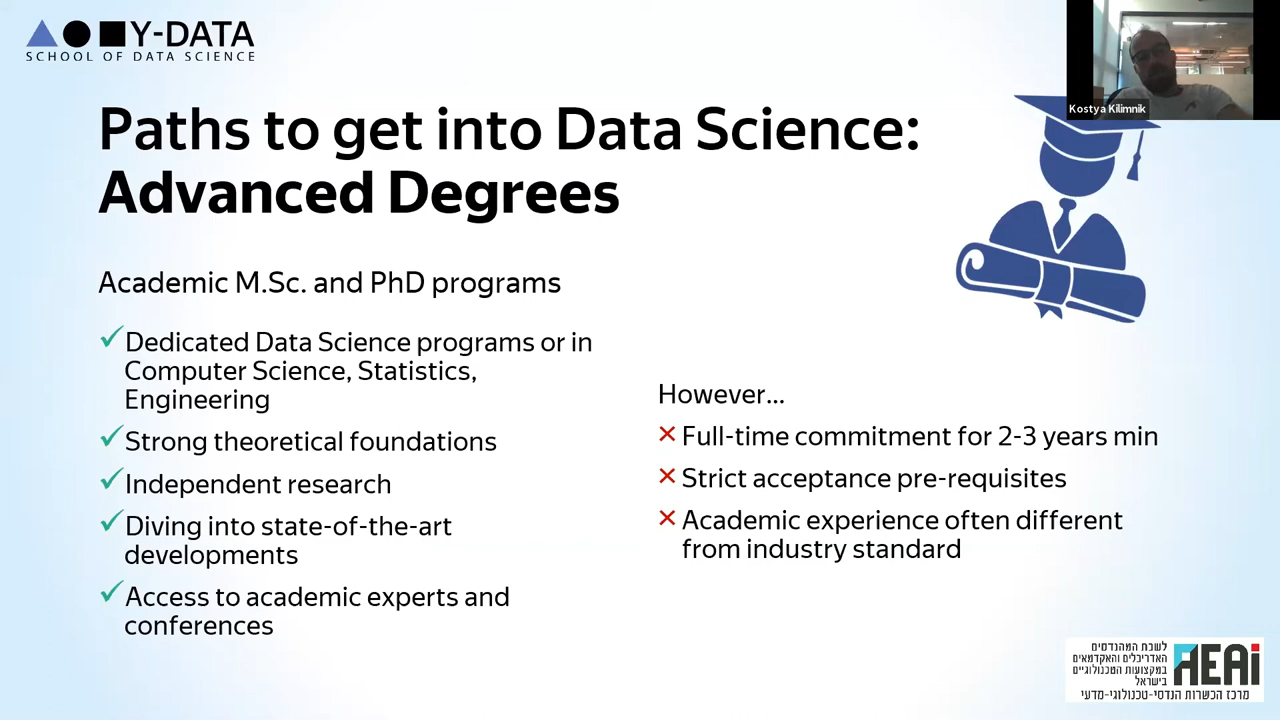 Y-DATA
SCHOOL OF DATA SCIENCE
Kostya Kilimnik
Paths to get into Data Science:
Advanced Degrees
Academic M.Sc. and PhD programs
✓Dedicated Data Science programs or in
Computer Science, Statistics,
Engineering
✓Strong theoretical foundations
✓Independent research
✓Diving into state-of-the-art
developments
✓Access to academic experts and
conferences
However...
✕Full-time commitment for 2-3 years min
✕Strict acceptance pre-requisites
✕Academic experience often different
from industry standard
לשכת המהנדסים
האדריכלים והאקדמאים
במקצועות הטכנולוגיים
בישראל
AEAI
מרכז הכשרות הנדסי-טכנולוגי-מדעי